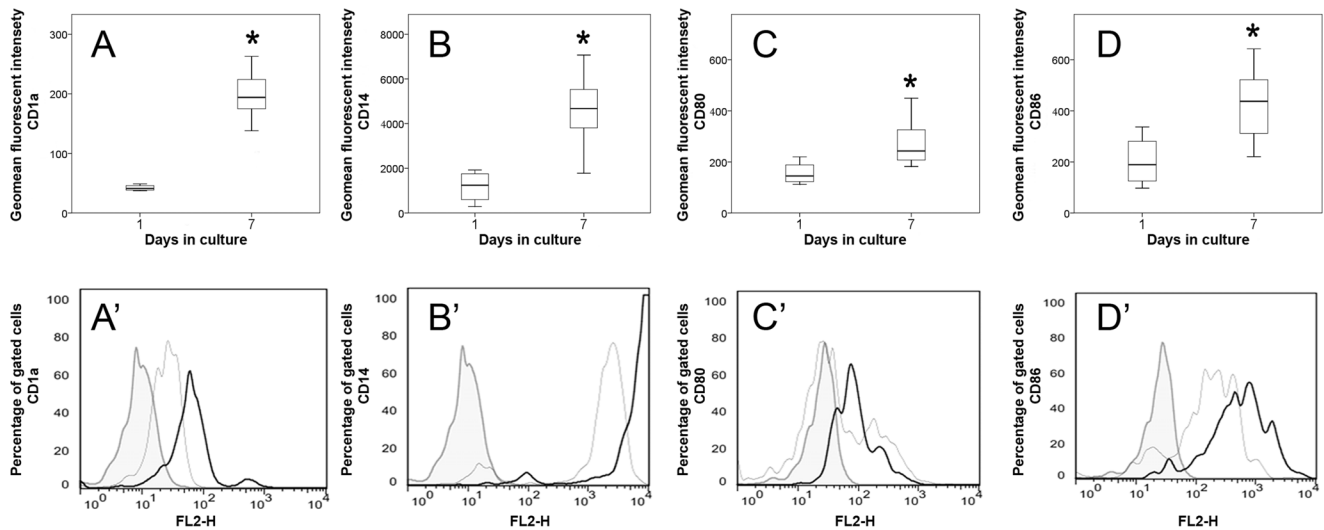 A
Geomean fluorescent intensety
CD1a
300
200
100
0
*
1
7
Days in culture
B
Geomean fluorescent intensety
CD14
8000
6000
4000
2000
0
*
1
7
Days in culture
C
Geomean fluorescent intensety
CD80
600
400
200
0
*
1
7
Days in culture
D
Geomean fluorescent intensety
CD86
600
400
200
0
*
1
7
Days in culture
A'
Percentage of gated cells
CD1a
100
80
60
40
20
0
10⁰ 10¹ 10² 10³ 10⁴
FL2-H
B'
Percentage of gated cells
CD14
100
80
60
40
20
0
10⁰ 10¹ 10² 10³ 10⁴
FL2-H
C'
Percentage of gated cells
CD80
100
80
60
40
20
0
10⁰ 10¹ 10² 10³ 10⁴
FL2-H
D'
Percentage of gated cells
CD86
100
80
60
40
20
0
10⁰ 10¹ 10² 10³ 10⁴
FL2-H